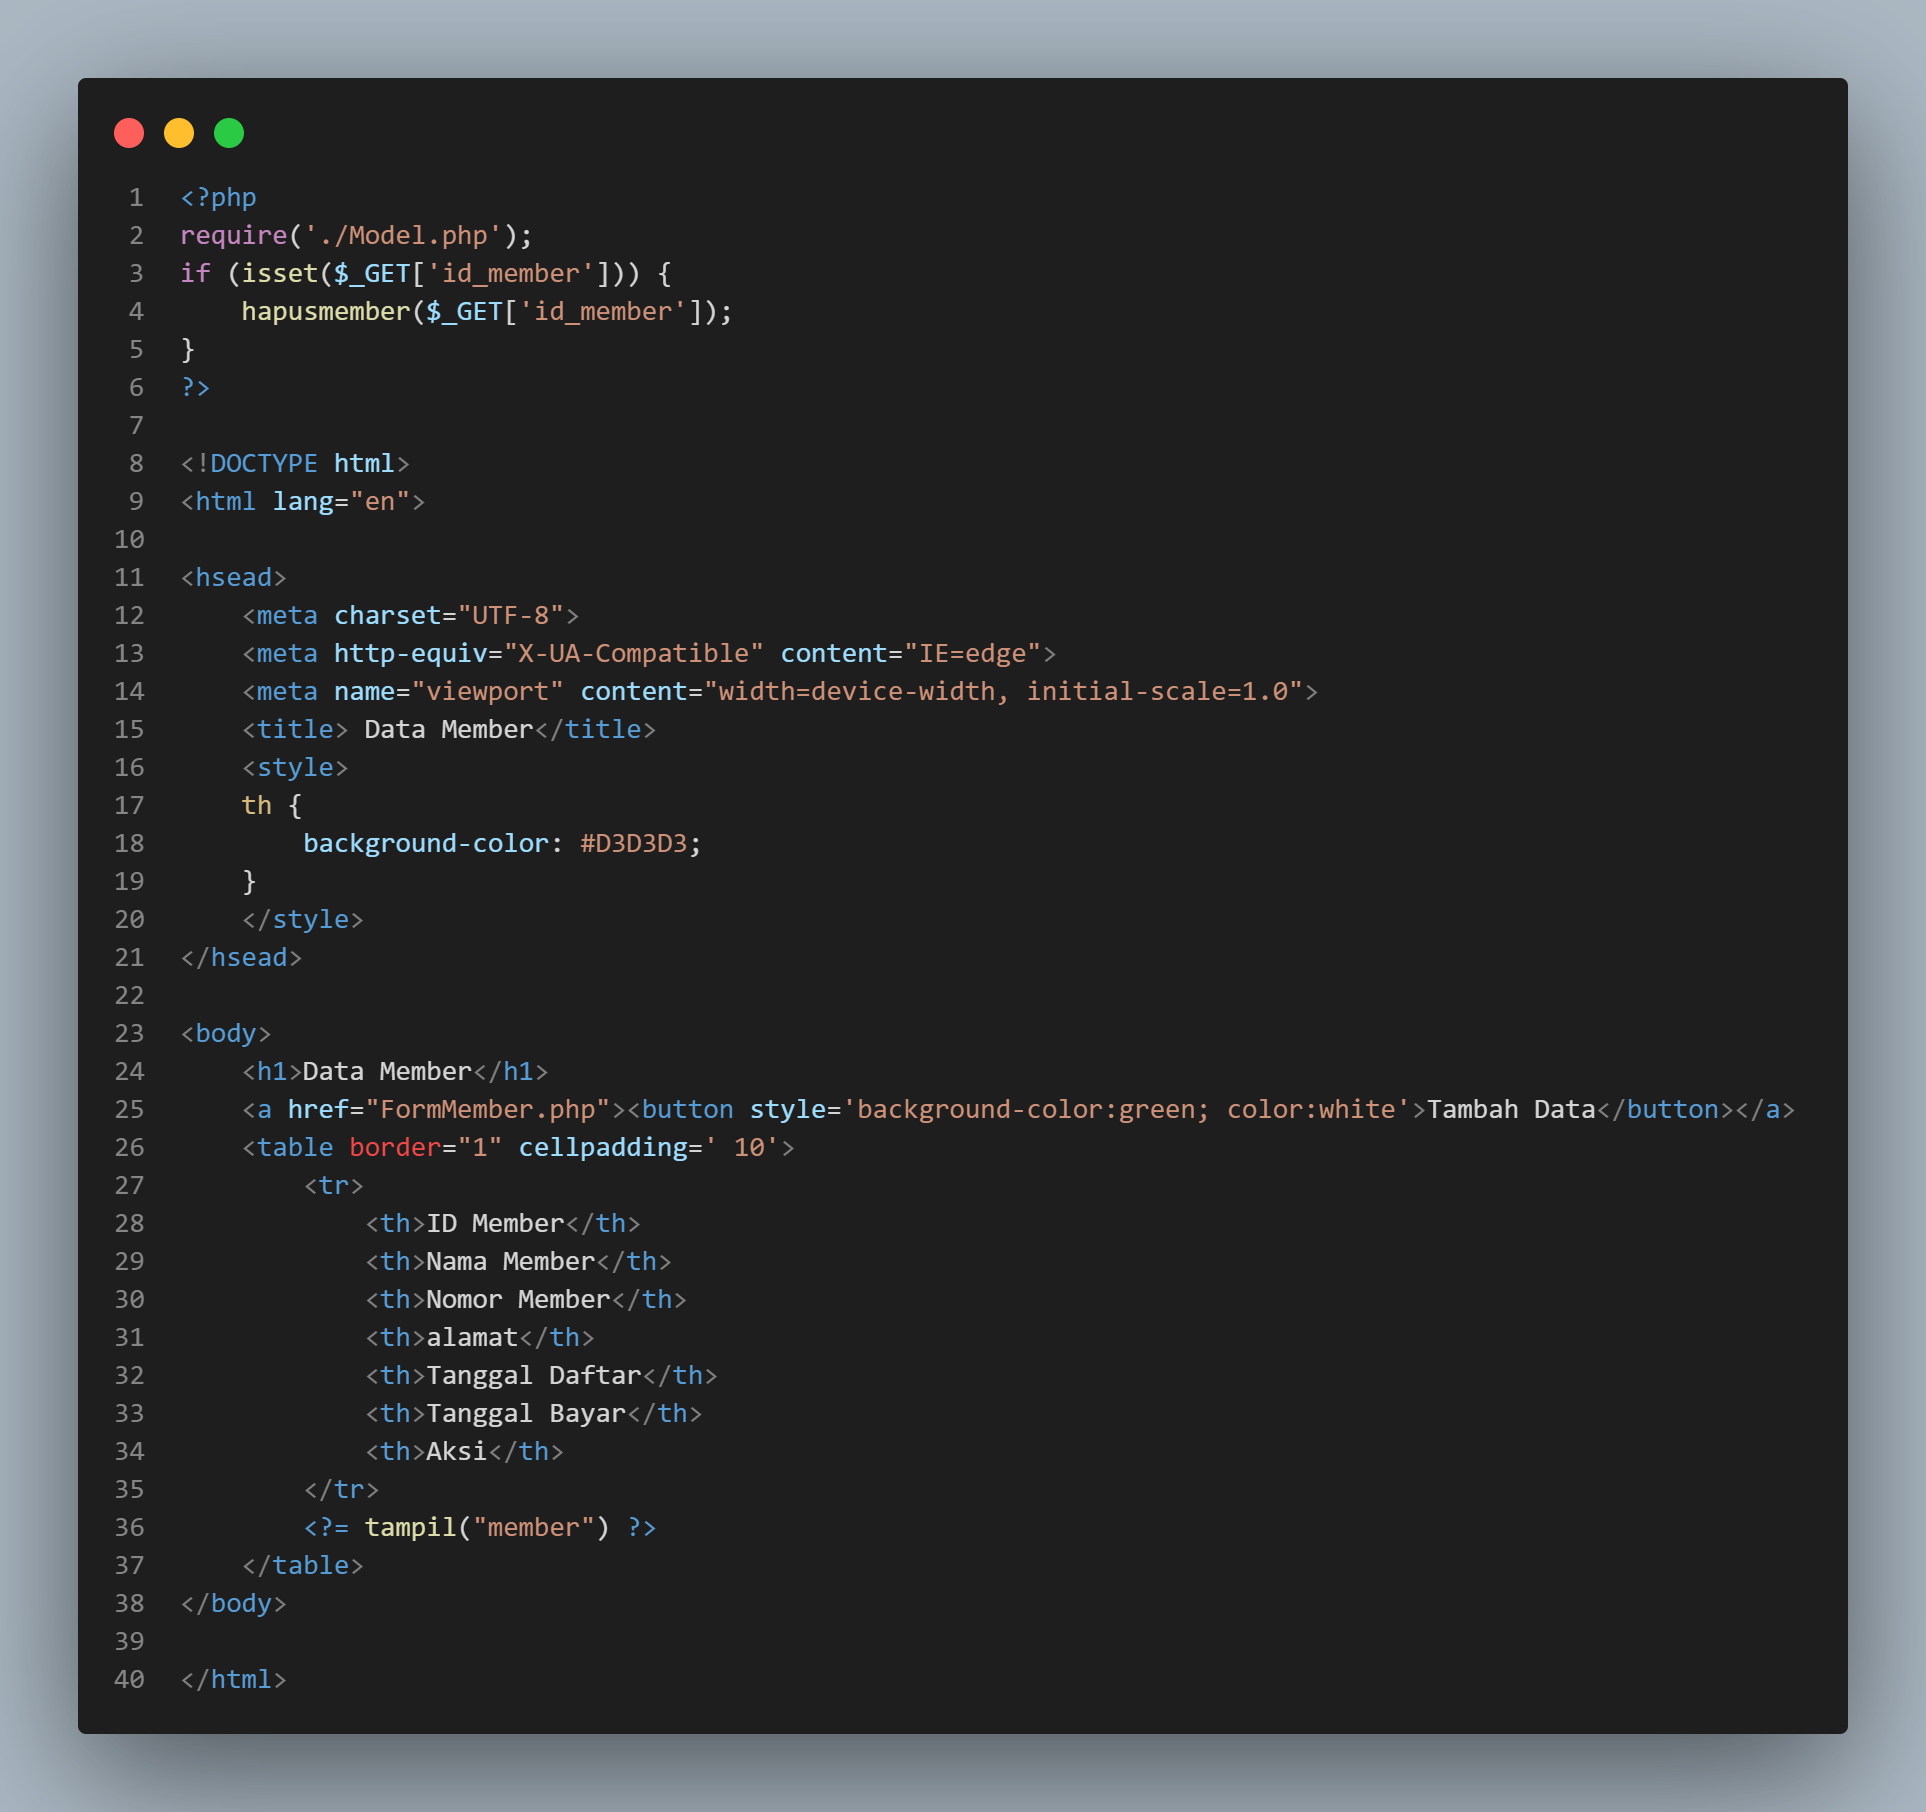 1 <?php
2 require('./Model.php');
3 if (isset($_GET['id_member'])) {
4     hapusmember($_GET['id_member']);
5 }
6 ?>
7
8 <!DOCTYPE html>
9 <html lang="en">
10
11 <hsead>
12     <meta charset="UTF-8">
13     <meta http-equiv="X-UA-Compatible" content="IE=edge">
14     <meta name="viewport" content="width=device-width, initial-scale=1.0">
15     <title> Data Member</title>
16     <style>
17     th {
18         background-color: #D3D3D3;
19     }
20     </style>
21 </hsead>
22
23 <body>
24     <h1>Data Member</h1>
25     <a href="FormMember.php"><button style='background-color:green; color:white'>Tambah Data</button></a>
26     <table border="1" cellpadding=' 10'>
27         <tr>
28             <th>ID Member</th>
29             <th>Nama Member</th>
30             <th>Nomor Member</th>
31             <th>alamat</th>
32             <th>Tanggal Daftar</th>
33             <th>Tanggal Bayar</th>
34             <th>Aksi</th>
35         </tr>
36         <?= tampil("member") ?>
37     </table>
38 </body>
39
40 </html>